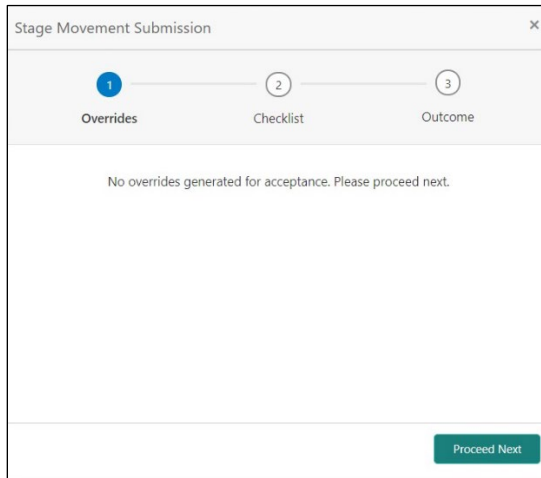 Stage Movement Submission
×
1
2
3
Overrides
Checklist
Outcome
No overrides generated for acceptance. Please proceed next.
Proceed Next